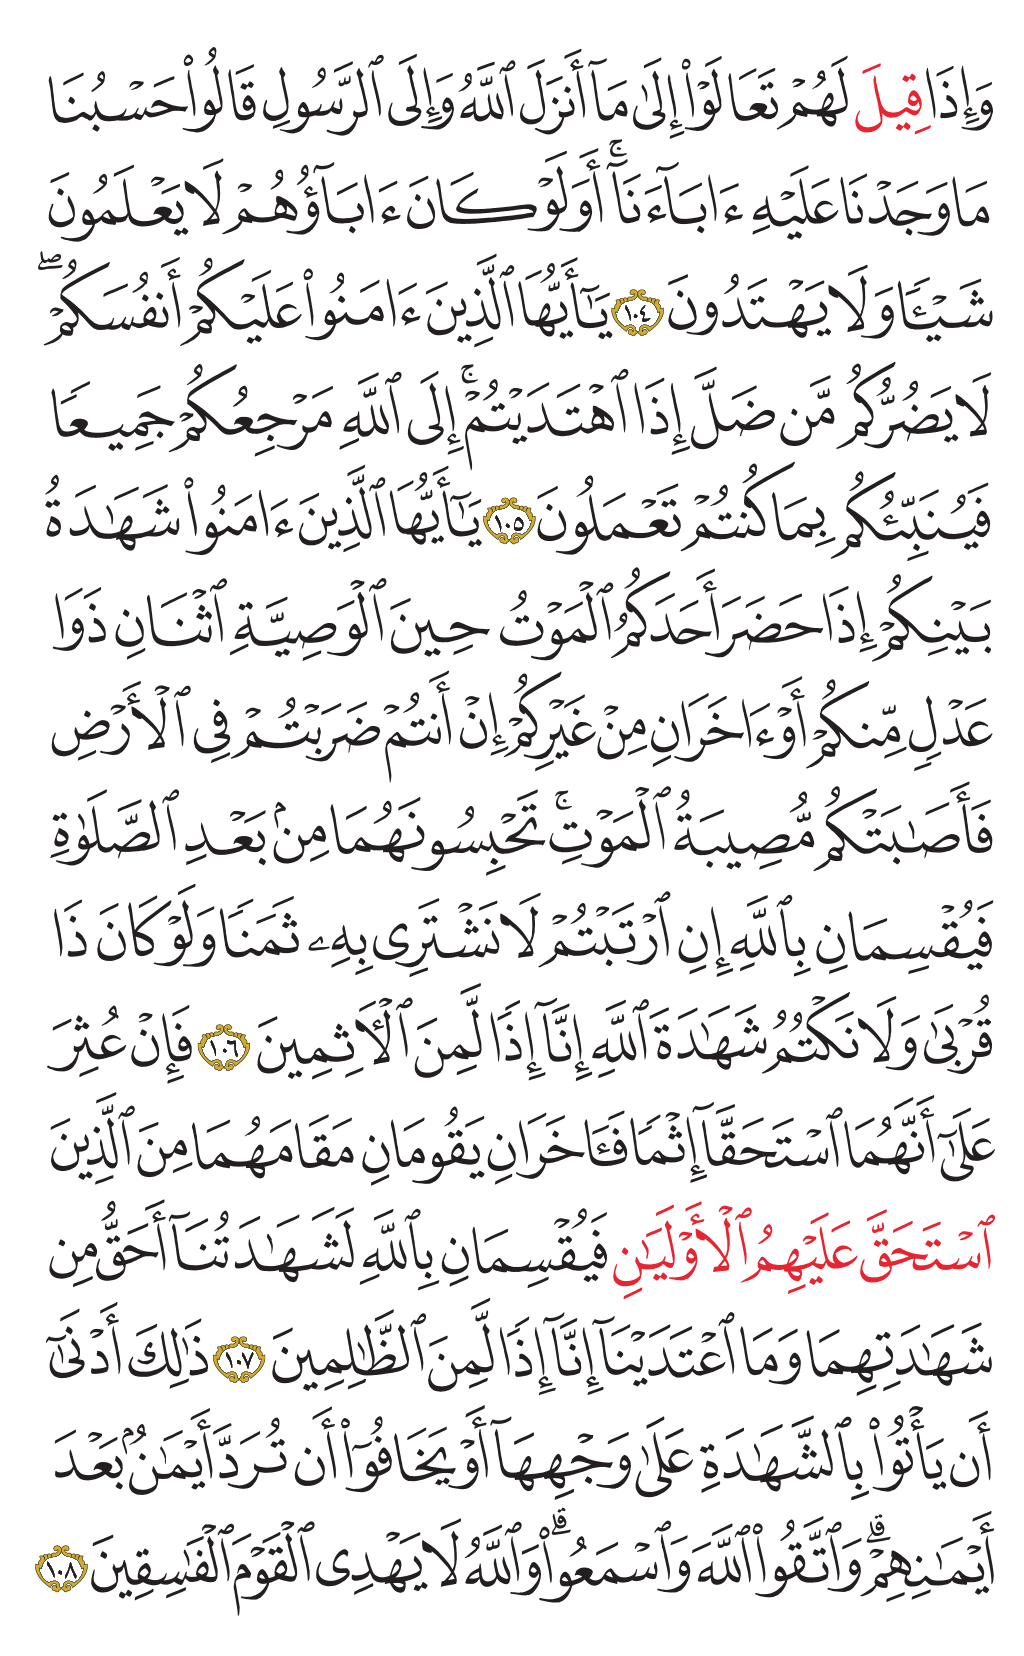 وَإِذَا قِيلَ لَهُمْ تَعَالَوْا۟ إِلَىٰ مَآ أَنزَلَ ٱللَّهُ وَإِلَى ٱلرَّسُولِ قَالُوا۟ حَسْبُنَا
مَا وَجَدْنَا عَلَيْهِ ءَابَآءَنَآ ۚ أَوَلَوْ كَانَ ءَابَآؤُهُمْ لَا يَعْلَمُونَ
شَيْـًٔا وَلَا يَهْتَدُونَ ١٠٤ يَـٰٓأَيُّهَا ٱلَّذِينَ ءَامَنُوا۟ عَلَيْكُمْ أَنفُسَكُمْ ۖ
لَا يَضُرُّكُم مَّن ضَلَّ إِذَا ٱهْتَدَيْتُمْ ۚ إِلَى ٱللَّهِ مَرْجِعُكُمْ جَمِيعًا
فَيُنَبِّئُكُم بِمَا كُنتُمْ تَعْمَلُونَ ١٠٥ يَـٰٓأَيُّهَا ٱلَّذِينَ ءَامَنُوا۟ شَهَـٰدَةُ
بَيْنِكُمْ إِذَا حَضَرَ أَحَدَكُمُ ٱلْمَوْتُ حِينَ ٱلْوَصِيَّةِ ٱثْنَانِ ذَوَا
عَدْلٍ مِّنكُمْ أَوْ ءَاخَرَانِ مِنْ غَيْرِكُمْ إِنْ أَنتُمْ ضَرَبْتُمْ فِى ٱلْأَرْضِ
فَأَصَـٰبَتْكُم مُّصِيبَةُ ٱلْمَوْتِ ۚ تَحْبِسُونَهُمَا مِنۢ بَعْدِ ٱلصَّلَوٰةِ
فَيُقْسِمَانِ بِٱللَّهِ إِنِ ٱرْتَبْتُمْ لَا نَشْتَرِى بِهِۦ ثَمَنًا وَلَوْ كَانَ ذَا
قُرْبَىٰ وَلَا نَكْتُمُ شَهَـٰدَةَ ٱللَّهِ إِنَّآ إِذًا لَّمِنَ ٱلْـَٔاثِمِينَ ١٠٦ فَإِنْ عُثِرَ
عَلَىٰٓ أَنَّهُمَا ٱسْتَحَقَّآ إِثْمًا فَـَٔاخَرَانِ يَقُومَانِ مَقَامَهُمَا مِنَ ٱلَّذِينَ
ٱسْتَحَقَّ عَلَيْهِمُ ٱلْأَوْلَيَـٰنِ فَيُقْسِمَانِ بِٱللَّهِ لَشَهَـٰدَتُنَآ أَحَقُّ مِن
شَهَـٰدَتِهِمَا وَمَا ٱعْتَدَيْنَآ إِنَّآ إِذًا لَّمِنَ ٱلظَّـٰلِمِينَ ١٠٧ ذَٰلِكَ أَدْنَىٰٓ
أَن يَأْتُوا۟ بِٱلشَّهَـٰدَةِ عَلَىٰ وَجْهِهَآ أَوْ يَخَافُوٓا۟ أَن تُرَدَّ أَيْمَـٰنٌۢ بَعْدَ
أَيْمَـٰنِهِمْ ۗ وَٱتَّقُوا۟ ٱللَّهَ وَٱسْمَعُوا۟ ۗ وَٱللَّهُ لَا يَهْدِى ٱلْقَوْمَ ٱلْفَـٰسِقِينَ ١٠٨